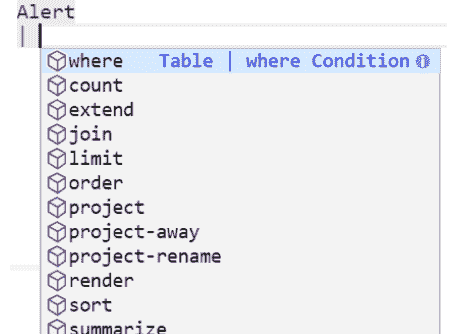 Alert
|
where Table | where Condition
count
extend
join
limit
order
project
project-away
project-rename
render
sort
summarize